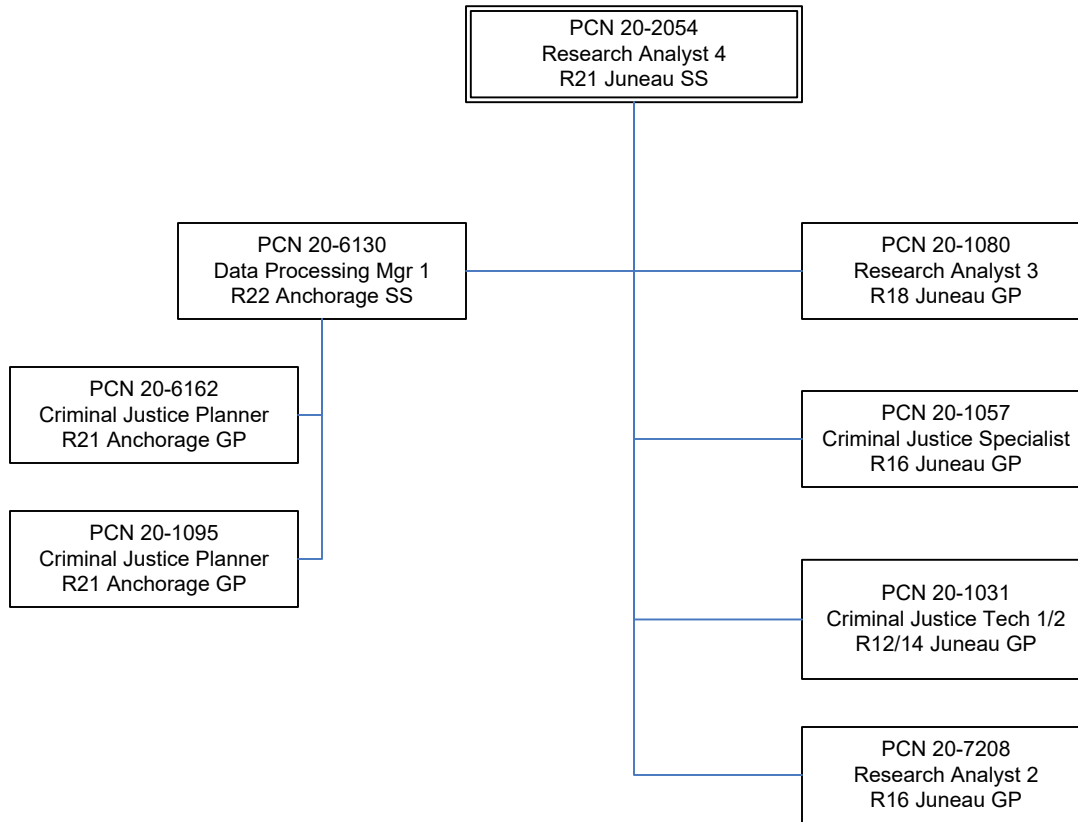 PCN 20-2054
Research Analyst 4
R21 Juneau SS
PCN 20-6130
Data Processing Mgr 1
R22 Anchorage SS
PCN 20-1080
Research Analyst 3
R18 Juneau GP
PCN 20-6162
Criminal Justice Planner
R21 Anchorage GP
PCN 20-1057
Criminal Justice Specialist
R16 Juneau GP
PCN 20-1095
Criminal Justice Planner
R21 Anchorage GP
PCN 20-1031
Criminal Justice Tech 1/2
R12/14 Juneau GP
PCN 20-7208
Research Analyst 2
R16 Juneau GP